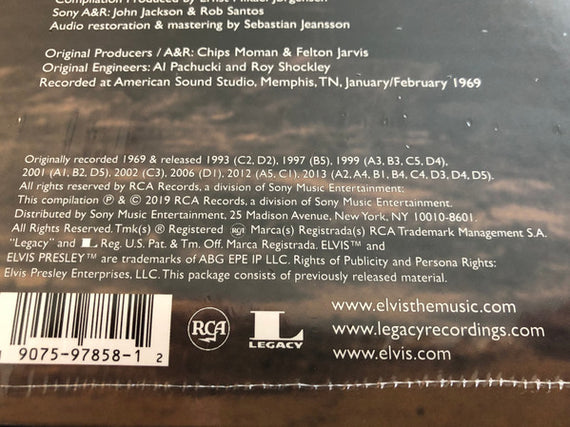 Compilation Produced by Ernst Mikael Jørgensen
Sony A&R: John Jackson & Rob Santos
Audio restoration & mastering by Sebastian Jeansson
Original Producers / A&R: Chips Moman & Felton Jarvis
Original Engineers: Al Pachucki and Roy Shockley
Recorded at American Sound Studio, Memphis, TN, January/February 1969
Originally recorded 1969 & released 1993 (C2, D2), 1997 (B5), 1999 (A3, B3, C5, D4),
2001 (A1, B2, D5), 2002 (C3), 2006 (D1), 2012 (A5, C1), 2013 (A2, A4, B1, B4, C4, D3, D4, D5).
All rights reserved by RCA Records, a division of Sony Music Entertainment:
This compilation ℗ & © 2019 RCA Records, a division of Sony Music Entertainment.
Distributed by Sony Music Entertainment, 25 Madison Avenue, New York, NY 10010-8601.
All Rights Reserved. Tmk(s) ® Registered RCA Marca(s) Registrada(s) RCA Trademark Management S.A.
"Legacy" and L Reg. U.S. Pat. & Tm. Off. Marca Registrada. ELVIS™ and
ELVIS PRESLEY™ are trademarks of ABG EPE IP LLC. Rights of Publicity and Persona Rights:
Elvis Presley Enterprises, LLC. This package consists of previously released material.
RCA
L
LEGACY
www.elvisthemusic.com
www.legacyrecordings.com
www.elvis.com
9075-97858-1 2